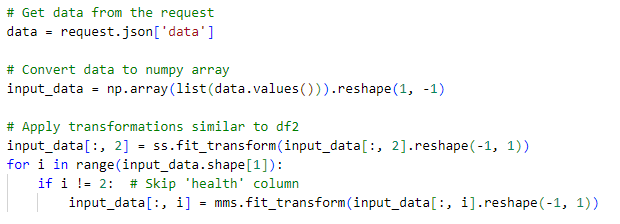 # Get data from the request
data = request.json['data']
# Convert data to numpy array
input_data = np.array(list(data.values())).reshape(1, -1)
# Apply transformations similar to df2
input_data[:, 2] = ss.fit_transform(input_data[:, 2].reshape(-1, 1))
for i in range(input_data.shape[1]):
    if i != 2:  # Skip 'health' column
        input_data[:, i] = mms.fit_transform(input_data[:, i].reshape(-1, 1))